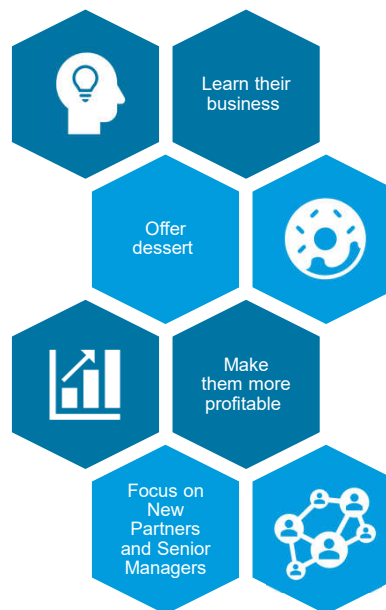 Learn their
business
Offer
dessert
Make
them more
profitable
Focus on
New
Partners
and Senior
Managers